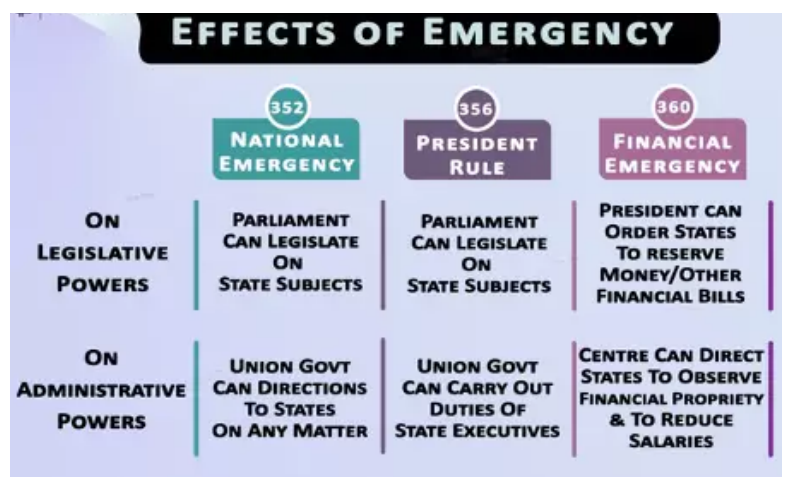 EFFECTS OF EMERGENCY
352
NATIONAL
EMERGENCY
356
PRESIDENT
RULE
360
FINANCIAL
EMERGENCY
ON
LEGISLATIVE
POWERS
PARLIAMENT
CAN LEGISLATE
ON
STATE SUBJECTS
PARLIAMENT
CAN LEGISLATE
ON
STATE SUBJECTS
PRESIDENT CAN
ORDER STATES
TO RESERVE
MONEY/OTHER
FINANCIAL BILLS
ON
ADMINISTRATIVE
POWERS
UNION GOVT
CAN DIRECTIONS
TO STATES
ON ANY MATTER
UNION GOVT
CAN CARRY OUT
DUTIES OF
STATE EXECUTIVES
CENTRE CAN DIRECT
STATES TO OBSERVE
FINANCIAL PROPRIETY
& TO REDUCE
SALARIES